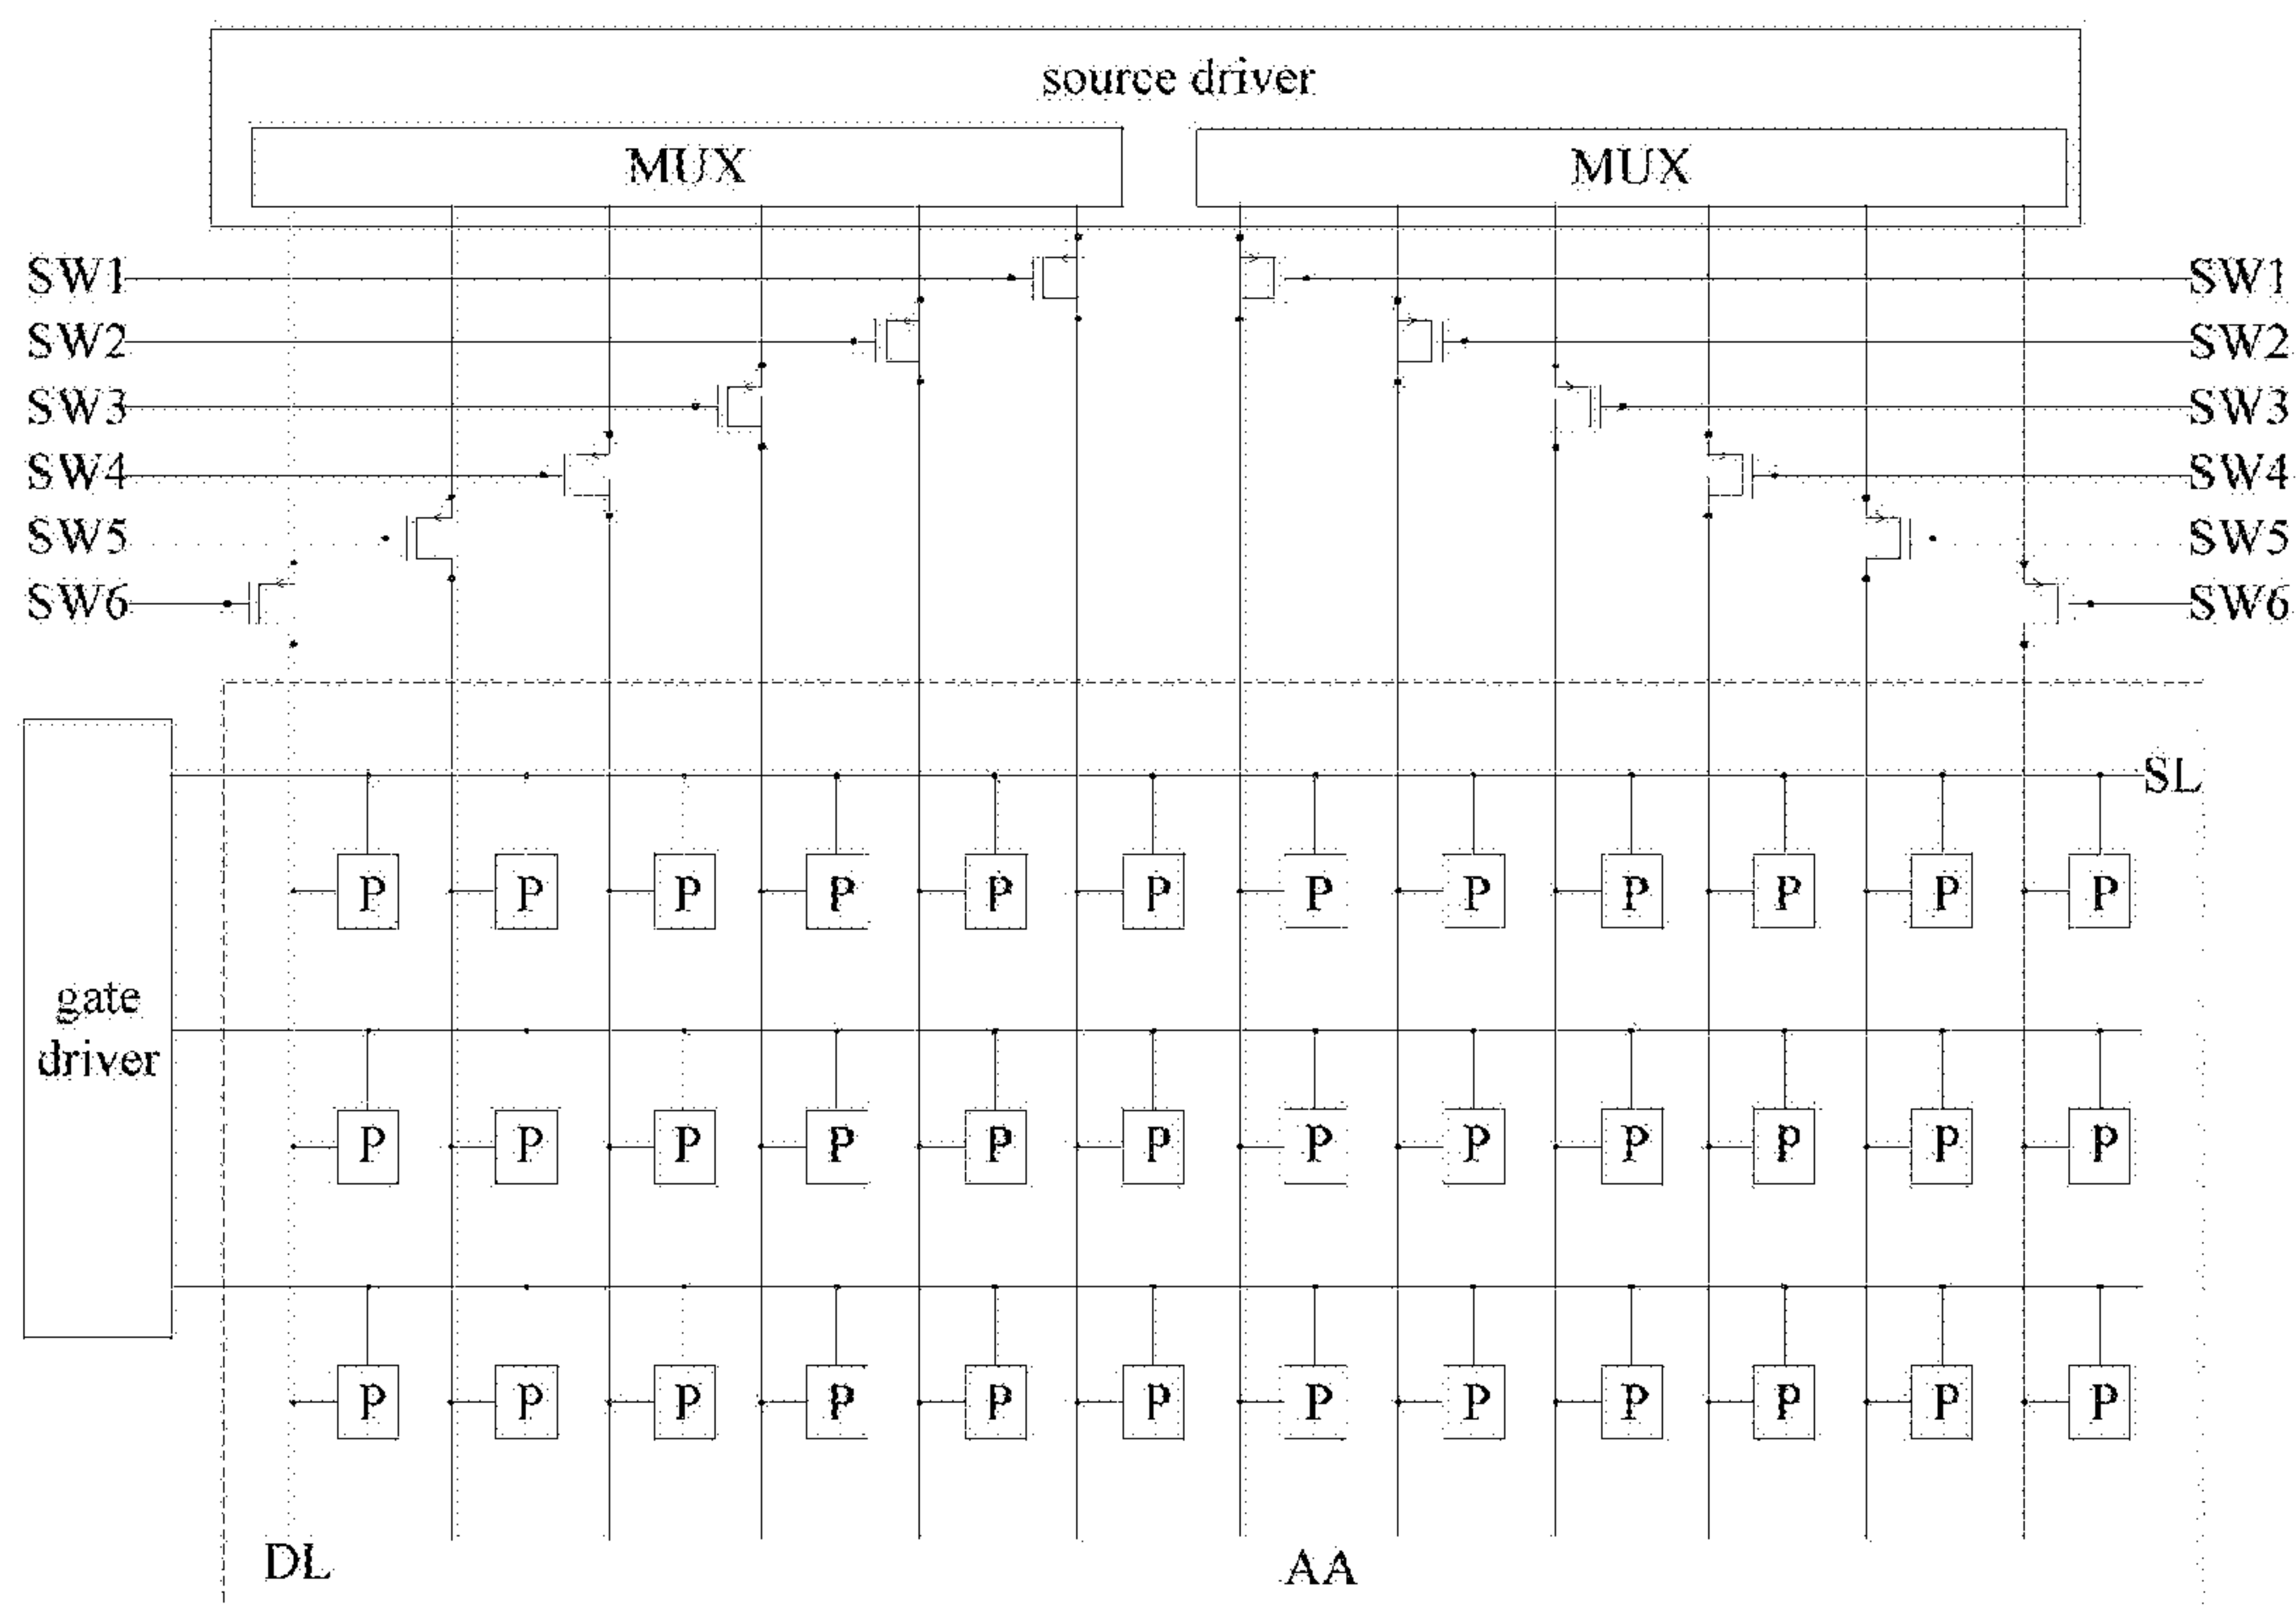 source driver
MUX MUX
SW1 SW1
SW2 SW2
SW3 SW3
SW4 SW4
SW5 SW5
SW6 SW6
SL
P P P P P P P P P P P P
gate
driver
P P P P P P P P P P P P
P P P P P P P P P P P P
DL AA